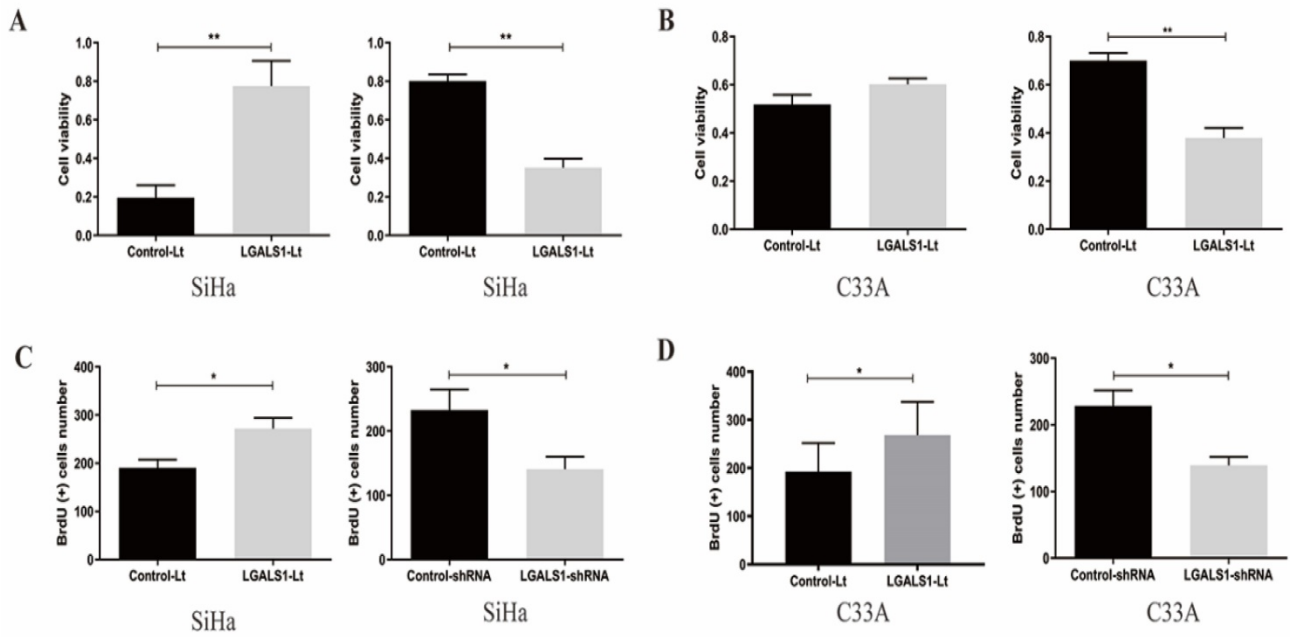 A
Cell viability
1.0
0.8
0.6
0.4
0.2
0.0
**
Control-Lt LGALS1-Lt
SiHa
Cell viability
1.0
0.8
0.6
0.4
0.2
0.0
**
Control-Lt LGALS1-Lt
SiHa
B
Cell viability
0.8
0.6
0.4
0.2
0.0
Control-Lt LGALS1-Lt
C33A
Cell viability
0.8
0.6
0.4
0.2
0.0
**
Control-Lt LGALS1-Lt
C33A
C
BrdU (+) cells number
400
300
200
100
0
*
Control-Lt LGALS1-Lt
SiHa
BrdU (+) cells number
300
200
100
0
*
Control-shRNA LGALS1-shRNA
SiHa
D
BrdU (+) cells number
400
300
200
100
0
*
Control-Lt LGALS1-Lt
C33A
BrdU (+) cells number
300
200
100
0
*
Control-shRNA LGALS1-shRNA
C33A